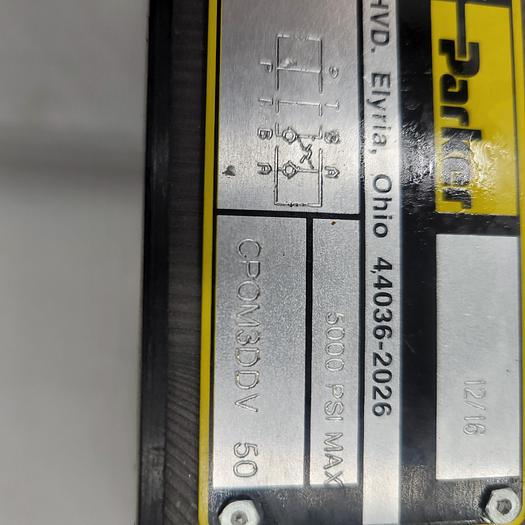 Parker
12/16
HVD. Elyria, Ohio 44036-2026
5000 PSI MAX
CPOM3DDV 50
P T B A
P T B A